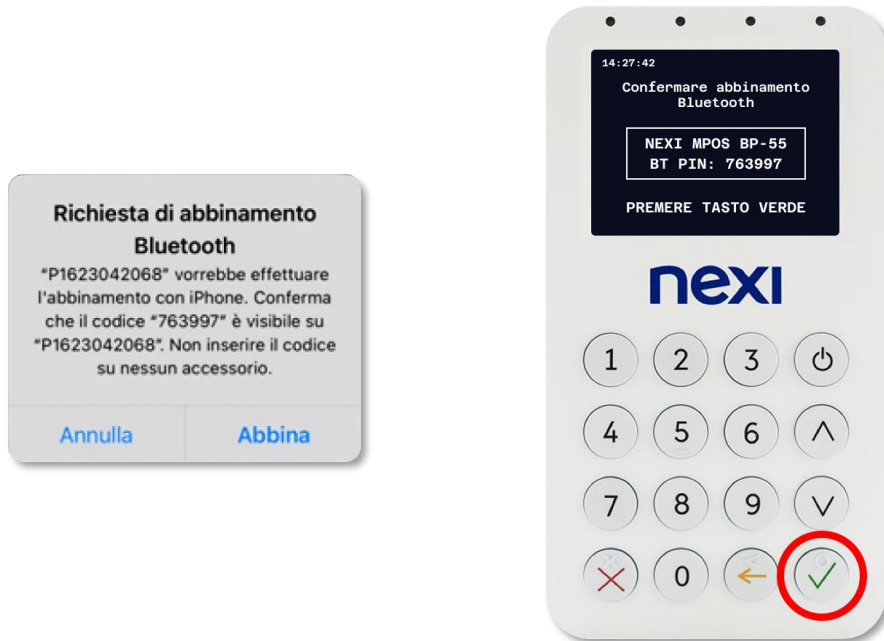 Richiesta di abbinamento
Bluetooth
"P1623042068" vorrebbe effettuare
l'abbinamento con iPhone. Conferma
che il codice "763997" è visibile su
"P1623042068". Non inserire il codice
su nessun accessorio.
Annulla Abbina
14:27:42
Confermare abbinamento
Bluetooth
NEXI MPOS BP-55
BT PIN: 763997
PREMERE TASTO VERDE
nexi
1 2 3
4 5 6
7 8 9
0